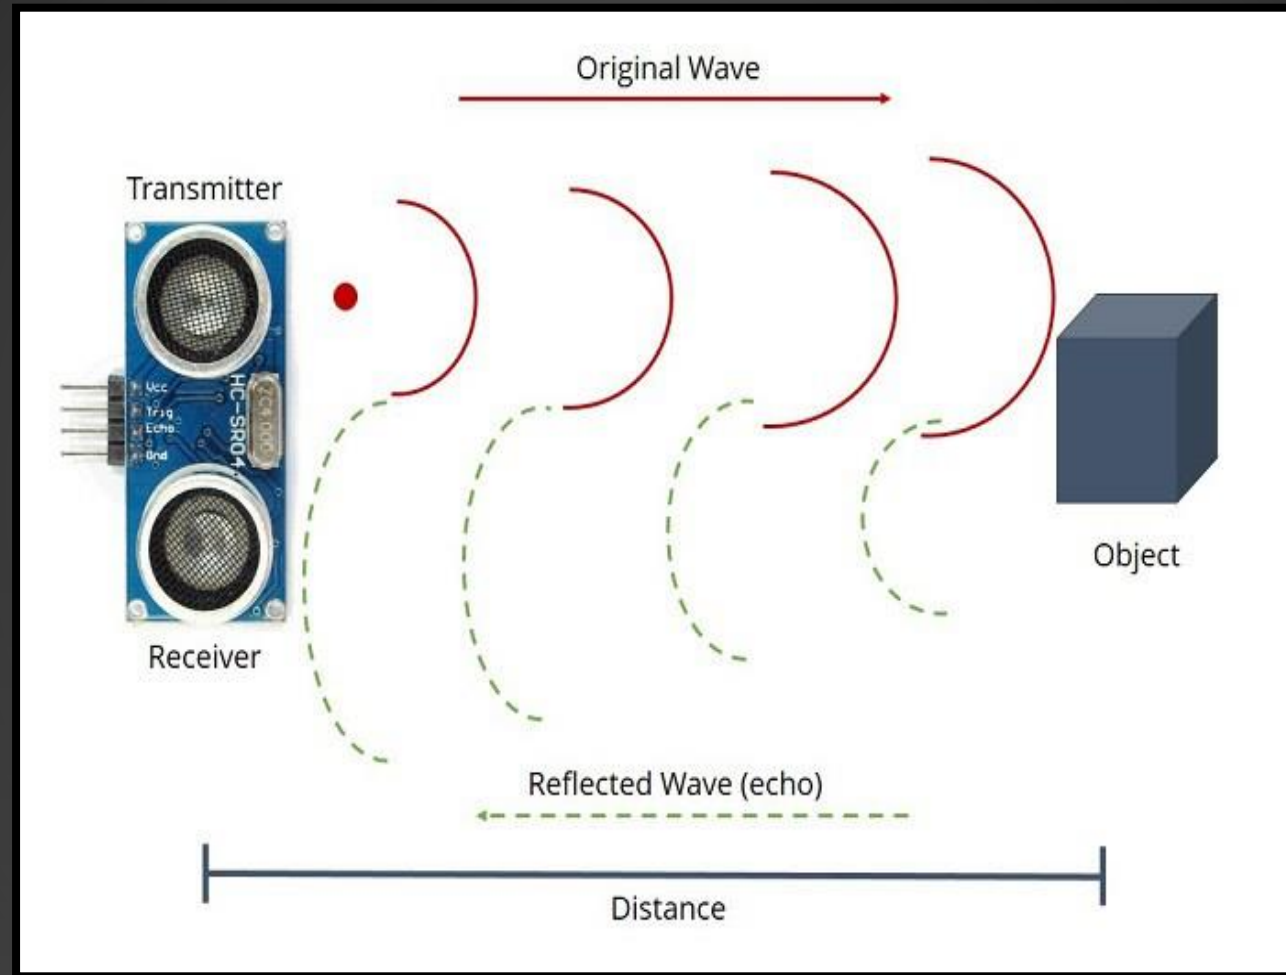 Original Wave
Transmitter
Vcc
Trig
Echo
Gnd
HC-SR04
Receiver
Object
Reflected Wave (echo)
Distance